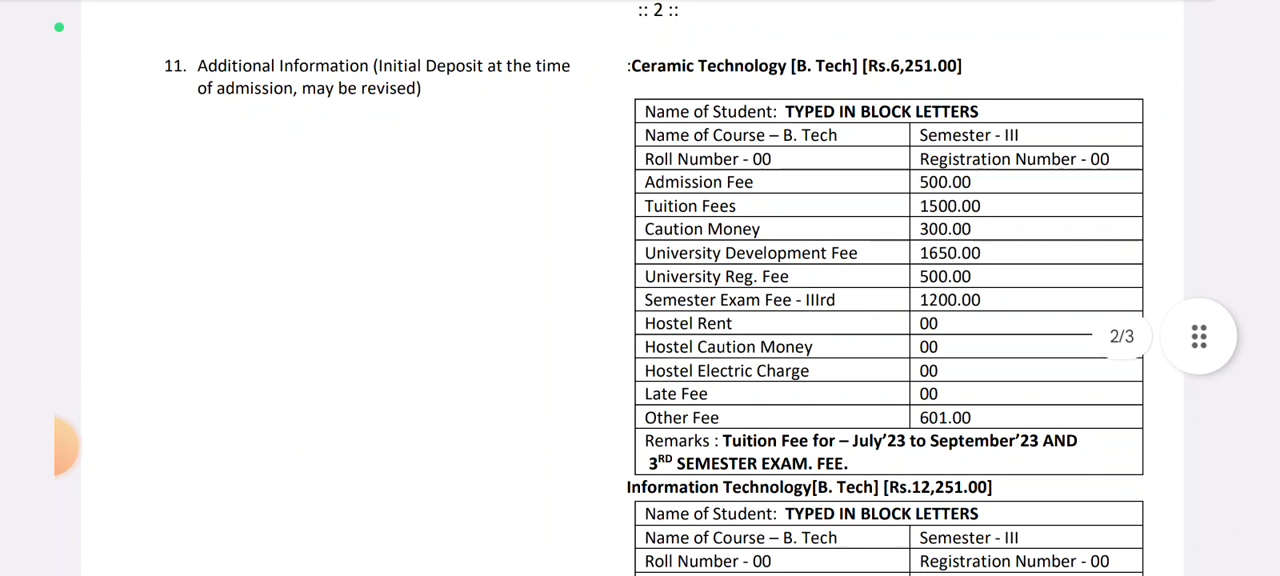 :: 2 ::
11. Additional Information (Initial Deposit at the time of admission, may be revised)
:Ceramic Technology [B. Tech] [Rs.6,251.00]
Name of Student: TYPED IN BLOCK LETTERS
Name of Course – B. Tech Semester - III
Roll Number - 00 Registration Number - 00
Admission Fee 500.00
Tuition Fees 1500.00
Caution Money 300.00
University Development Fee 1650.00
University Reg. Fee 500.00
Semester Exam Fee - IIIrd 1200.00
Hostel Rent 00
Hostel Caution Money 00
Hostel Electric Charge 00
Late Fee 00
Other Fee 601.00
Remarks : Tuition Fee for – July'23 to September'23 AND
3RD SEMESTER EXAM. FEE.
Information Technology[B. Tech] [Rs.12,251.00]
Name of Student: TYPED IN BLOCK LETTERS
Name of Course – B. Tech Semester - III
Roll Number - 00 Registration Number - 00
2/3